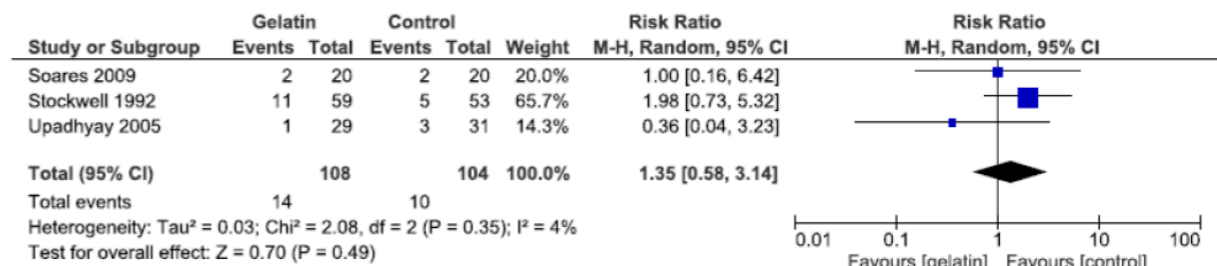 Gelatin Control Risk Ratio Risk Ratio
Study or Subgroup Events Total Events Total Weight M-H, Random, 95% CI M-H, Random, 95% CI
Soares 2009 2 20 2 20 20.0% 1.00 [0.16, 6.42]
Stockwell 1992 11 59 5 53 65.7% 1.98 [0.73, 5.32]
Upadhyay 2005 1 29 3 31 14.3% 0.36 [0.04, 3.23]
Total (95% CI) 108 104 100.0% 1.35 [0.58, 3.14]
Total events 14 10
Heterogeneity: Tau² = 0.03; Chi² = 2.08, df = 2 (P = 0.35); I² = 4%
Test for overall effect: Z = 0.70 (P = 0.49)
0.01 0.1 1 10 100
Favours [gelatin] Favours [control]